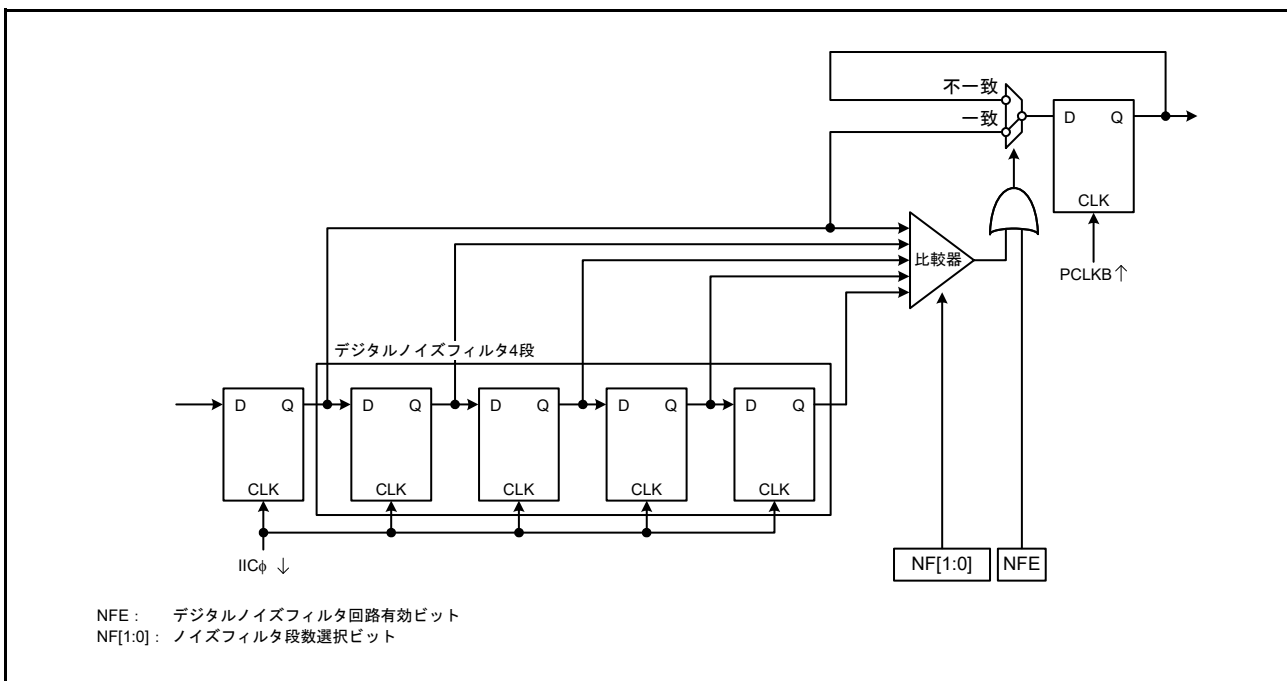 不一致
一致
D Q
CLK
PCLKB↑
比較器
デジタルノイズフィルタ4段
D Q
D Q
D Q
D Q
D Q
CLK
CLK
CLK
CLK
CLK
IICφ ↓
NF[1:0]
NFE
NFE : デジタルノイズフィルタ回路有効ビット
NF[1:0] : ノイズフィルタ段数選択ビット